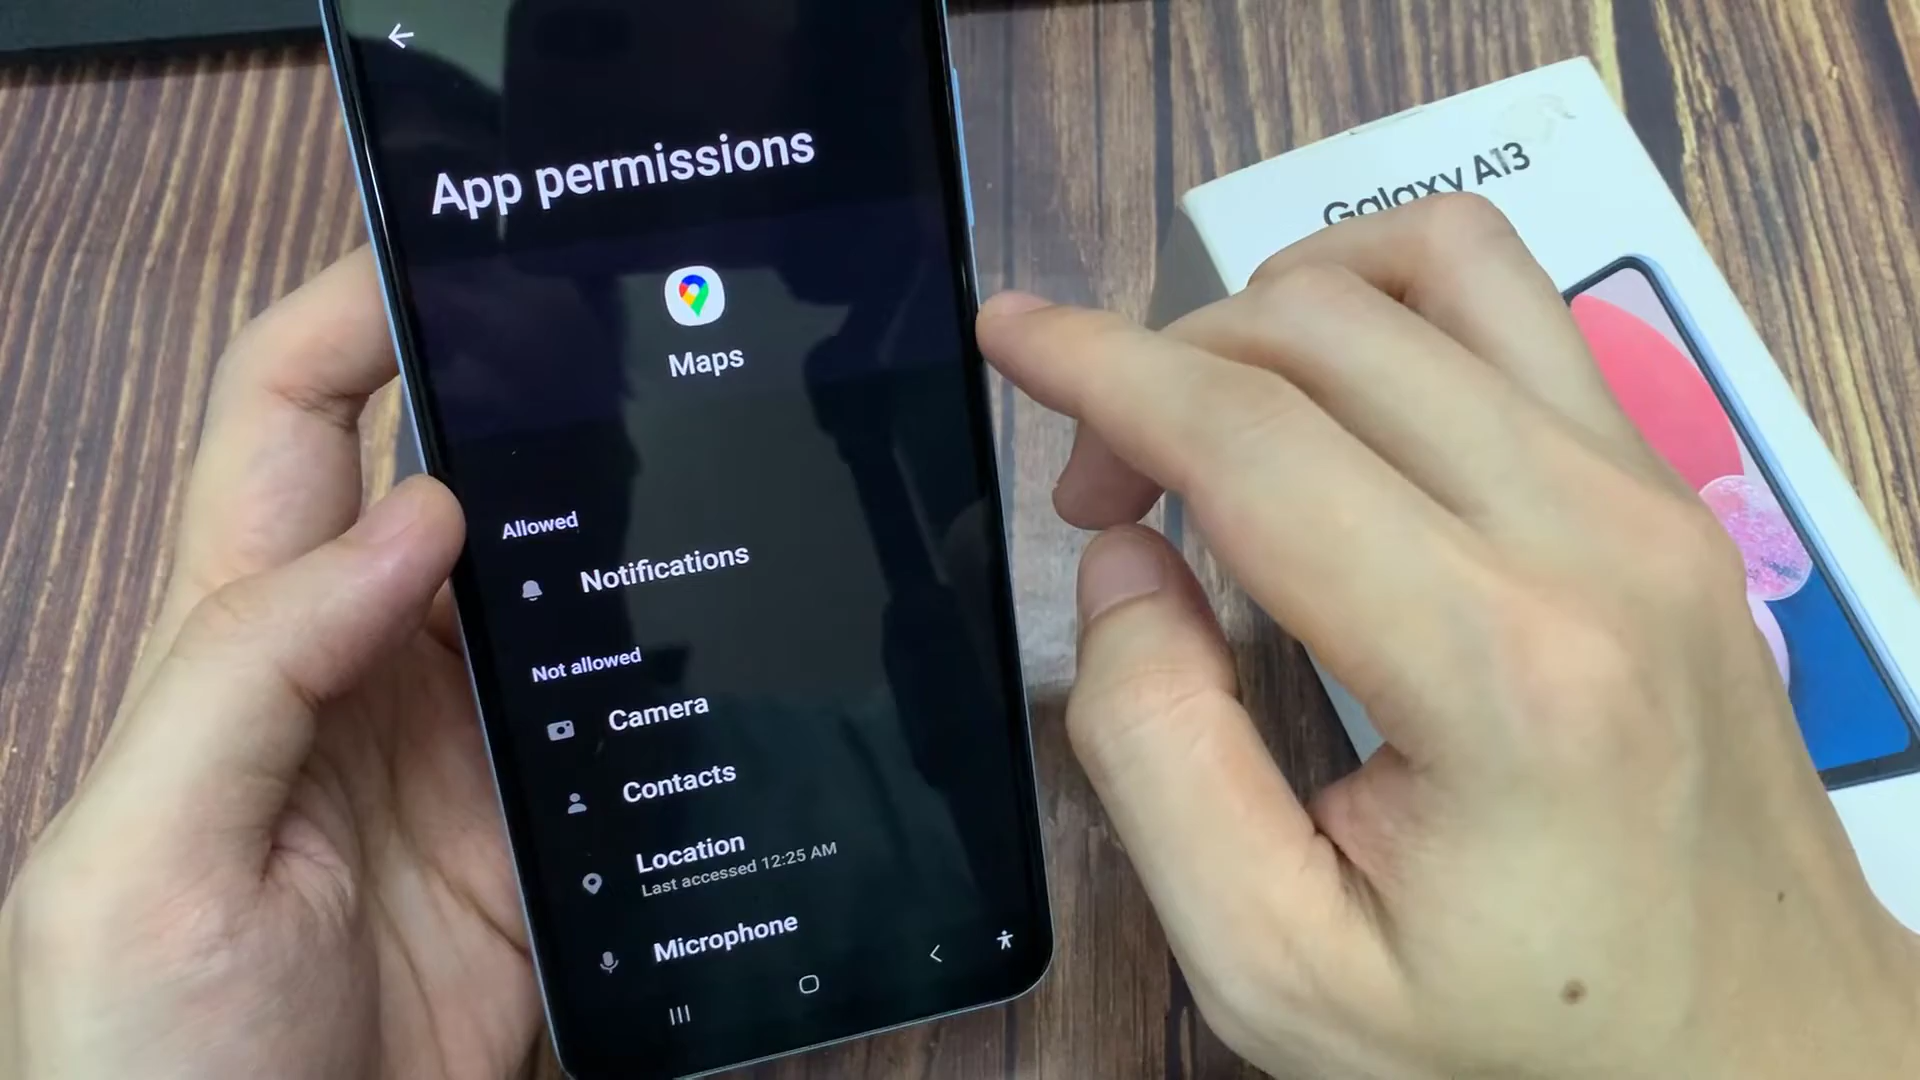 App permissions
Maps
Allowed
Notifications
Not allowed
Camera
Contacts
Location
Last accessed 12:25 AM
Microphone
Galaxy A13